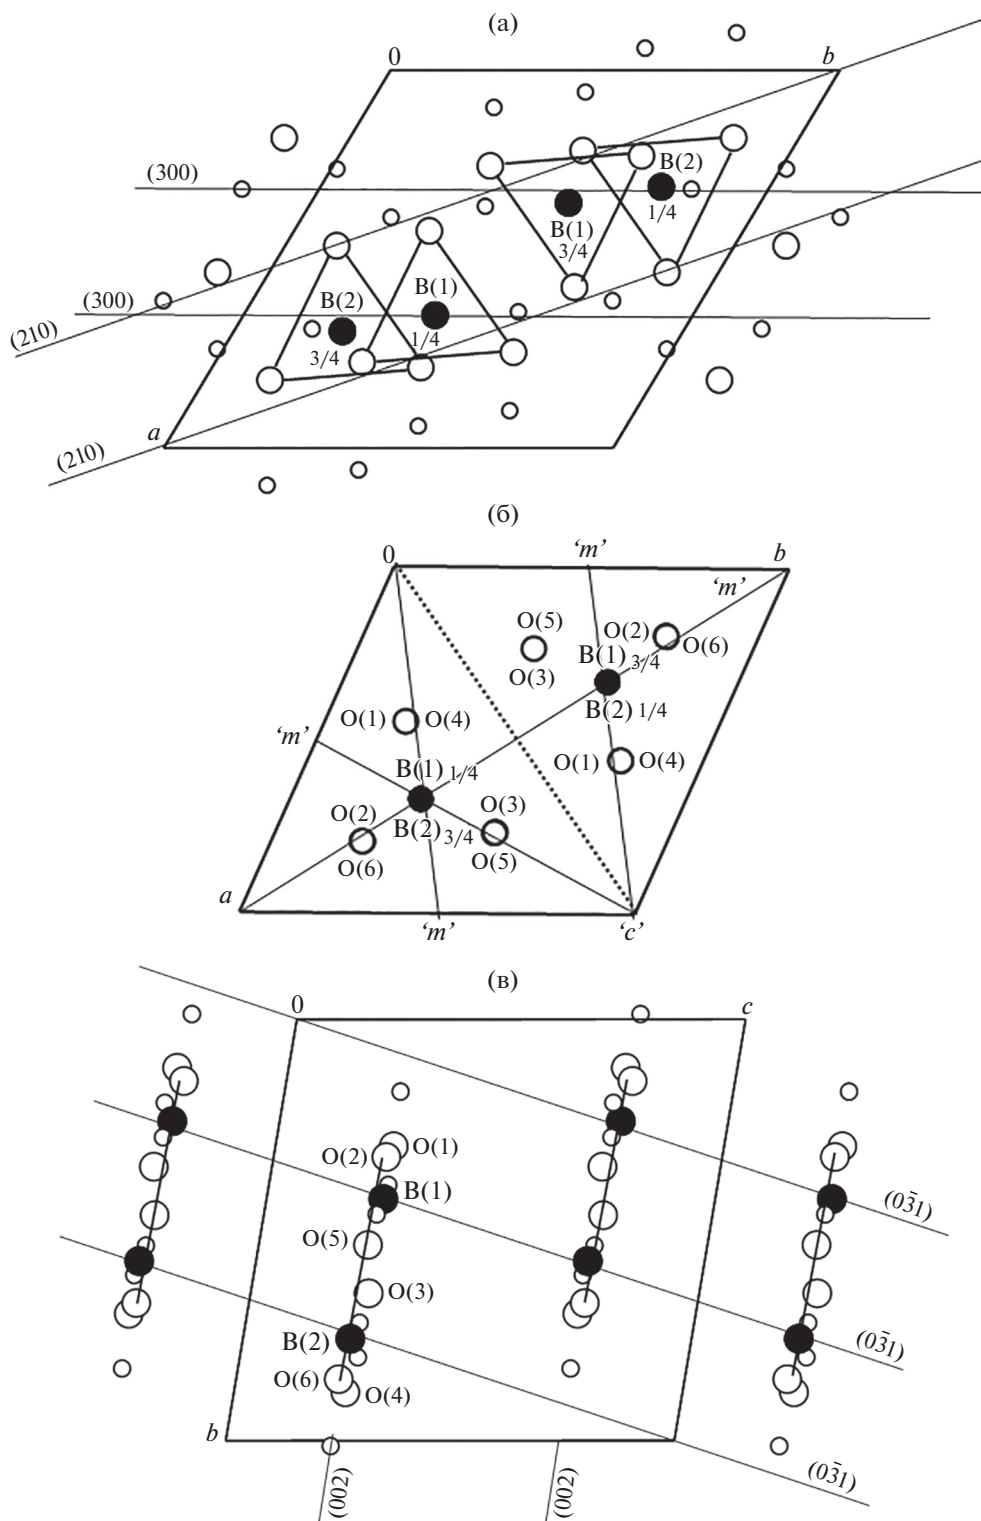 (а)
0
b
(300)
B(2)
1/4
B(1)
3/4
(300)
B(2)
B(1)
3/4
1/4
(210)
a
(210)
(б)
0
‘m’
b
‘m’
O(5)
O(2)
O(6)
O(3)
B(1) 3/4
B(2) 1/4
O(1)
O(4)
‘m’
B(1) 1/4
O(1)
O(4)
O(2)
O(3)
B(2) 3/4
O(6)
O(5)
a
‘m’
‘c’
(в)
0
c
O(1)
O(2)
B(1)
(03̄1)
O(5)
O(3)
B(2)
(03̄1)
O(6)
O(4)
b
(03̄1)
(002)
(002)